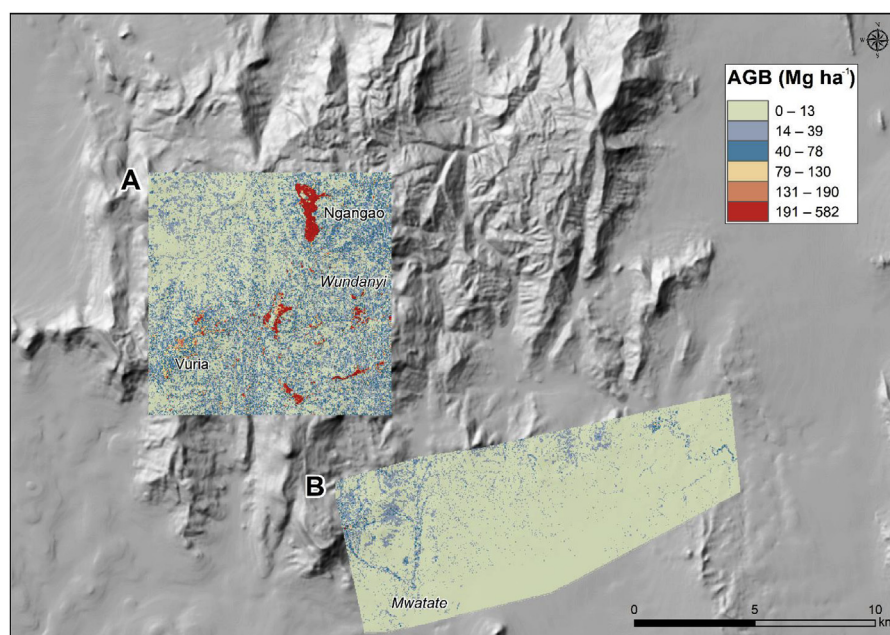 N
W E
S
AGB (Mg ha⁻¹)
0 – 13
14 – 39
40 – 78
79 – 130
131 – 190
191 – 582
A
Ngangao
Wundanyi
Vuria
B
Mwatate
0 5 10
km